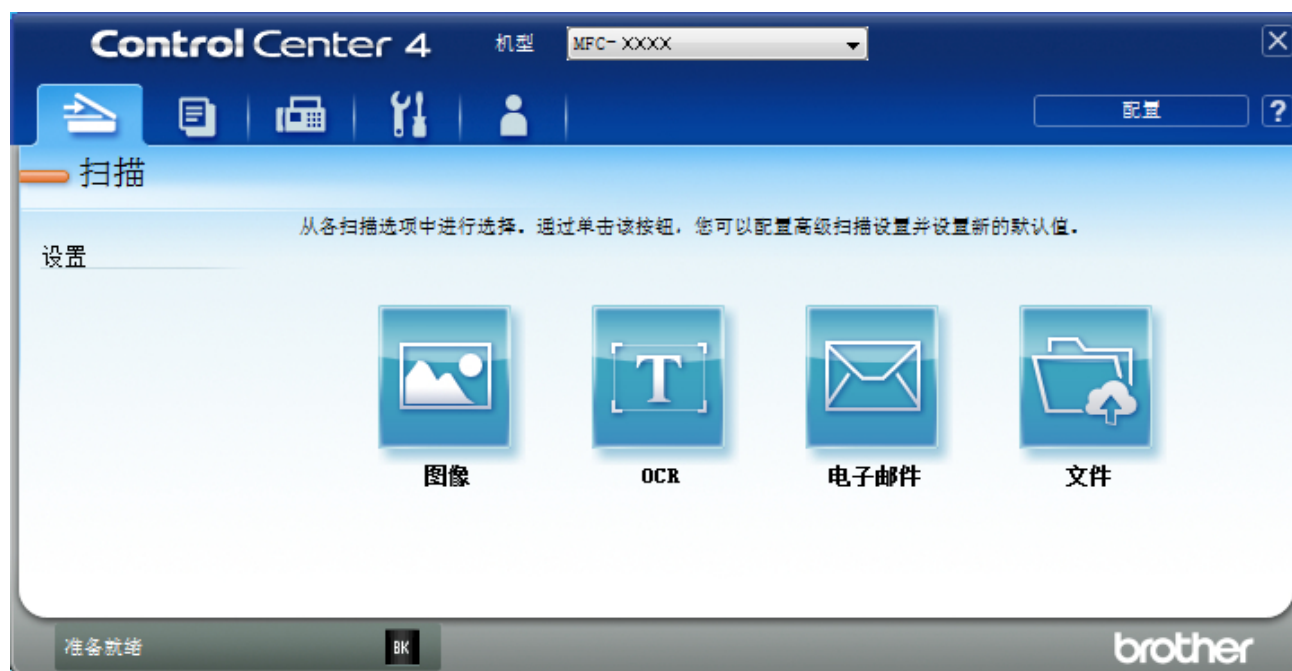 Control Center 4 机型 MFC-XXXX
配置 ?
扫描
从各扫描选项中进行选择。通过单击该按钮，您可以配置高级扫描设置并设置新的默认值。
设置
T
图像 OCR 电子邮件 文件
准备就绪 BK brother